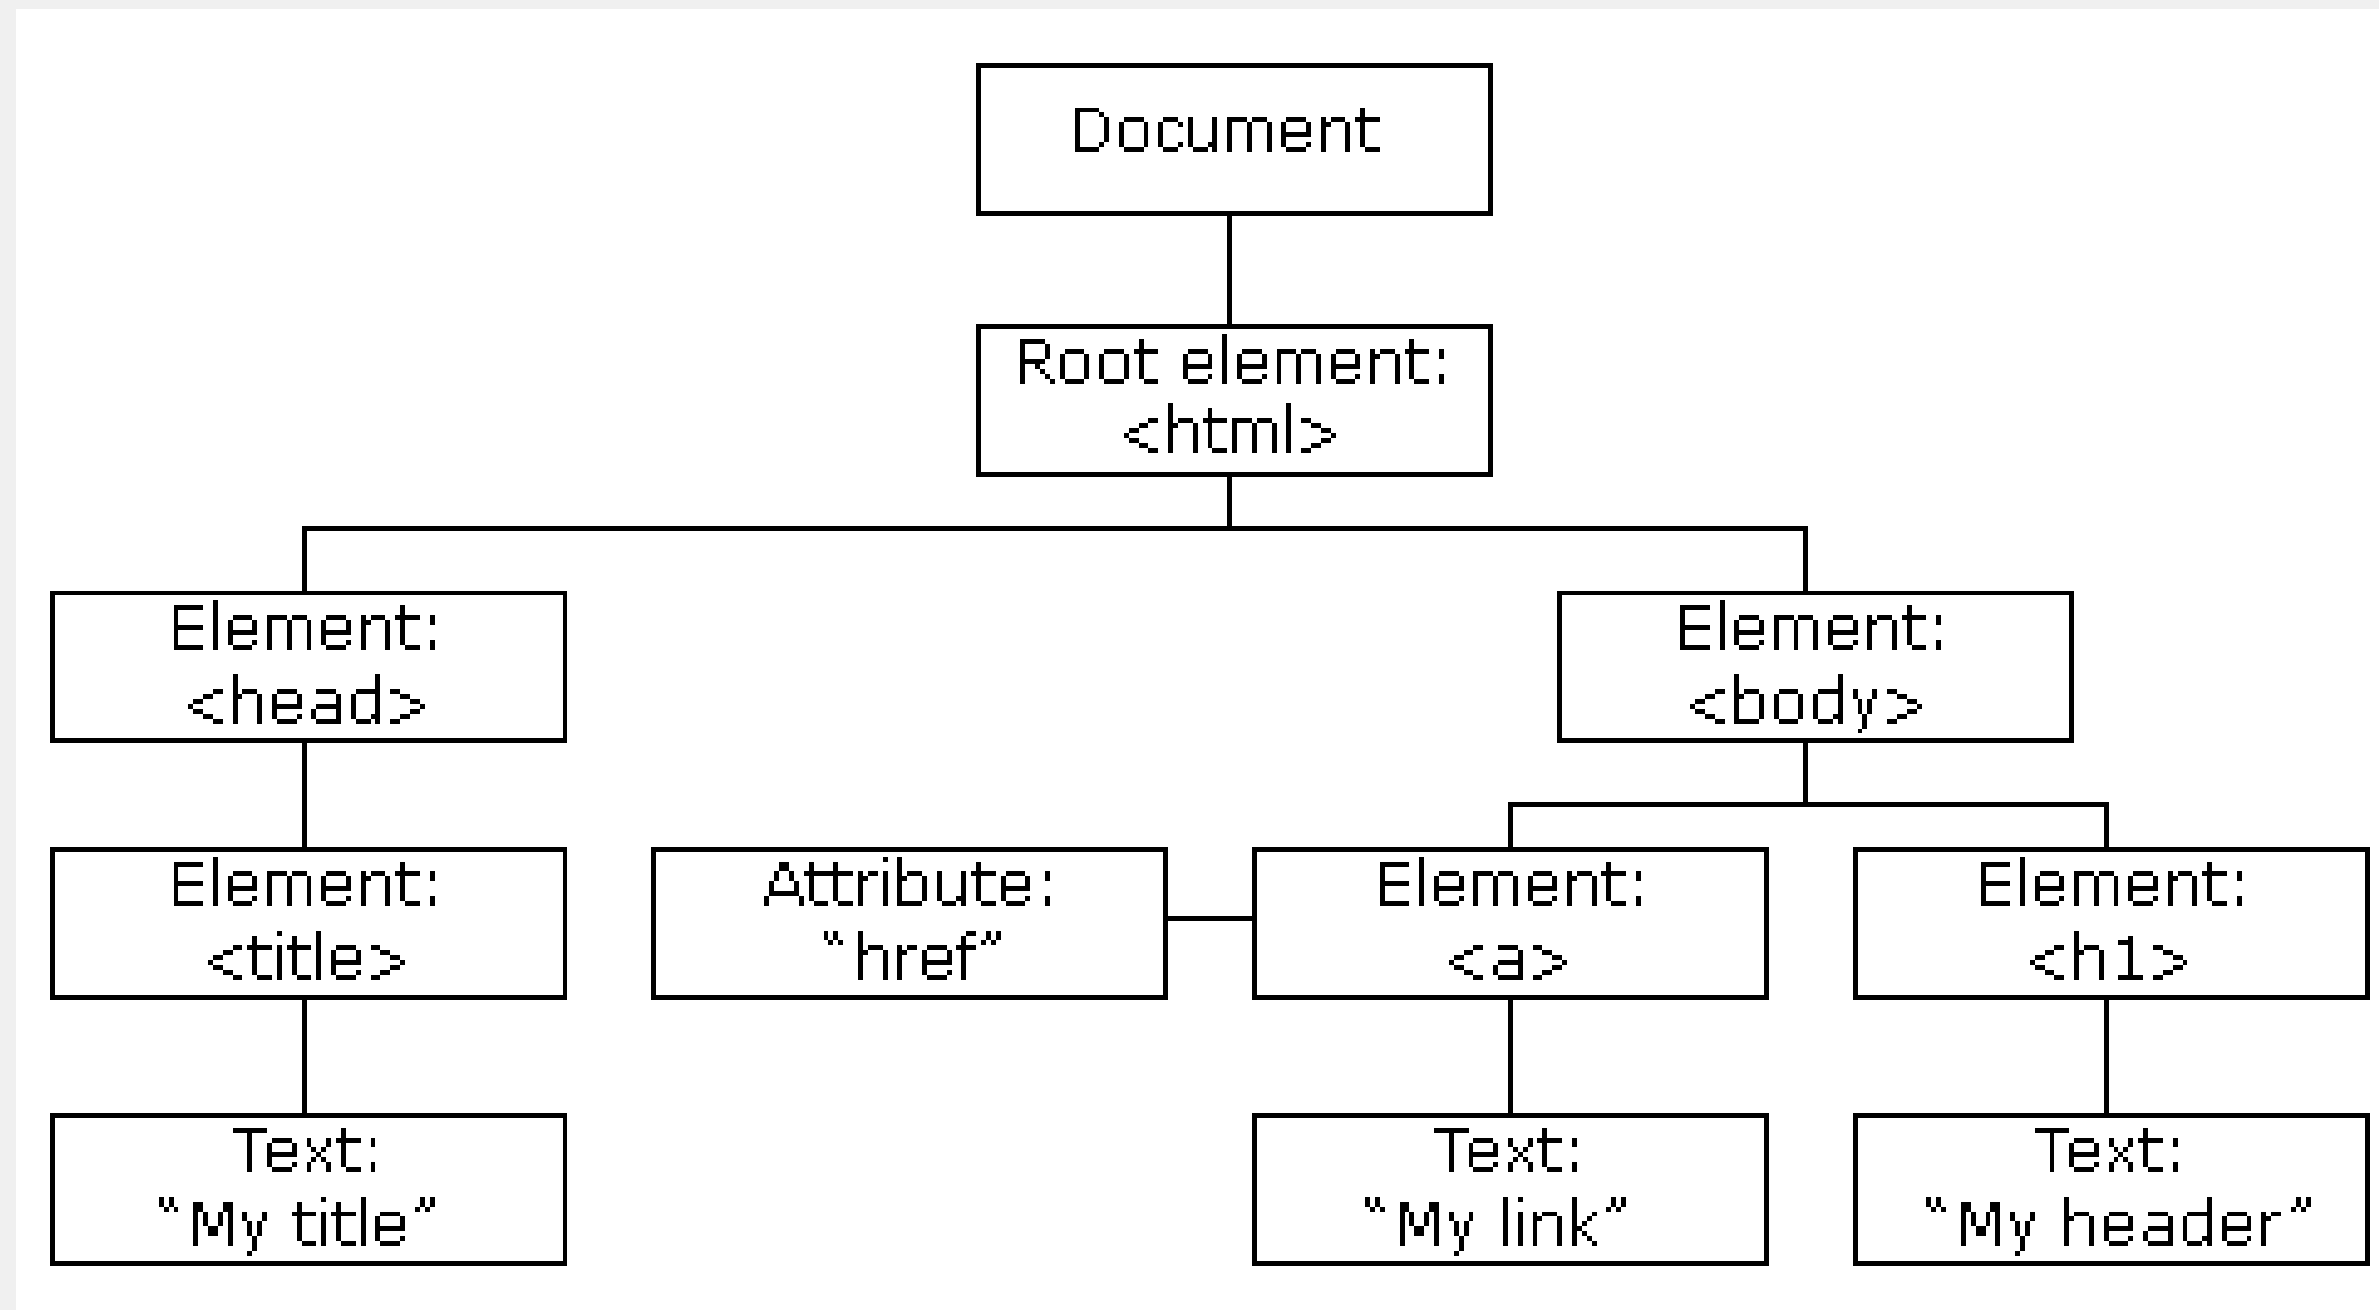 Document
Root element:
<html>
Element:
<head>
Element:
<body>
Element:
<title>
Attribute:
“href”
Element:
<a>
Element:
<h1>
Text:
“My title”
Text:
“My link”
Text:
“My header”